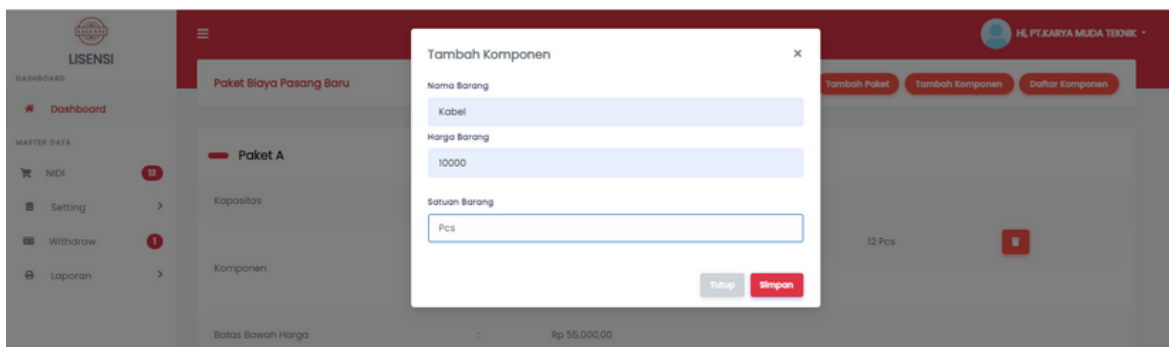 LISENSI
HI, PT.KARYA MUDA TEKNIK
DASHBOARD
Dashboard
MASTER DATA
NIDI 12
Setting
Withdraw 1
Laporan
Paket Biaya Pasang Baru
Tambah Paket
Tambah Komponen
Daftar Komponen
Paket A
Kapasitas
Komponen
12 Pcs
Batas Bawah Harga : Rp 55.000,00
Tambah Komponen ×
Nama Barang
Kabel
Harga Barang
10000
Satuan Barang
Pcs
Tutup
Simpan